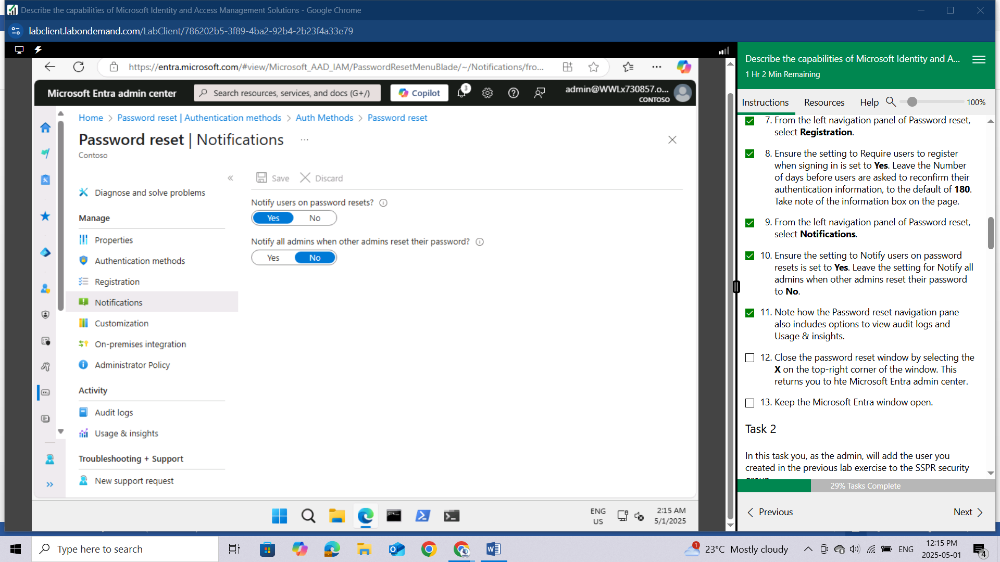 Describe the capabilities of Microsoft Identity and Access Management Solutions - Google Chrome
labclient.labondemand.com/LabClient/786202b5-3f89-4ba2-92b4-2b23f4a33e79
https://entra.microsoft.com/#view/Microsoft_AAD_IAM/PasswordResetMenuBlade/~/Notifications/fro...
Microsoft Entra admin center
Search resources, services, and docs (G+/)
Copilot
3
admin@WWLx730857.o...
CONTOSO
Home > Password reset | Authentication methods > Auth Methods > Password reset
Password reset | Notifications ...
Contoso
Save
Discard
Diagnose and solve problems
Manage
Properties
Authentication methods
Registration
Notifications
Customization
On-premises integration
Administrator Policy
Activity
Audit logs
Usage & insights
Troubleshooting + Support
New support request
Notify users on password resets?
Yes No
Notify all admins when other admins reset their password?
Yes No
ENG
US
2:15 AM
5/1/2025
Describe the capabilities of Microsoft Identity and A...
1 Hr 2 Min Remaining
Instructions Resources Help 100%
7. From the left navigation panel of Password reset,
select Registration.
8. Ensure the setting to Require users to register
when signing in is set to Yes. Leave the Number
of days before users are asked to reconfirm their
authentication information, to the default of 180.
Take note of the information box on the page.
9. From the left navigation panel of Password reset,
select Notifications.
10. Ensure the setting to Notify users on password
resets is set to Yes. Leave the setting for Notify all
admins when other admins reset their password
to No.
11. Note how the Password reset navigation pane
also includes options to view audit logs and
Usage & insights.
12. Close the password reset window by selecting the
X on the top-right corner of the window. This
returns you to hte Microsoft Entra admin center.
13. Keep the Microsoft Entra window open.
Task 2
In this task you, as the admin, will add the user you
created in the previous lab exercise to the SSPR security
group
29% Tasks Complete
Previous
Next
Type here to search
1
23°C Mostly cloudy
ENG
12:15 PM
2025-05-01
4